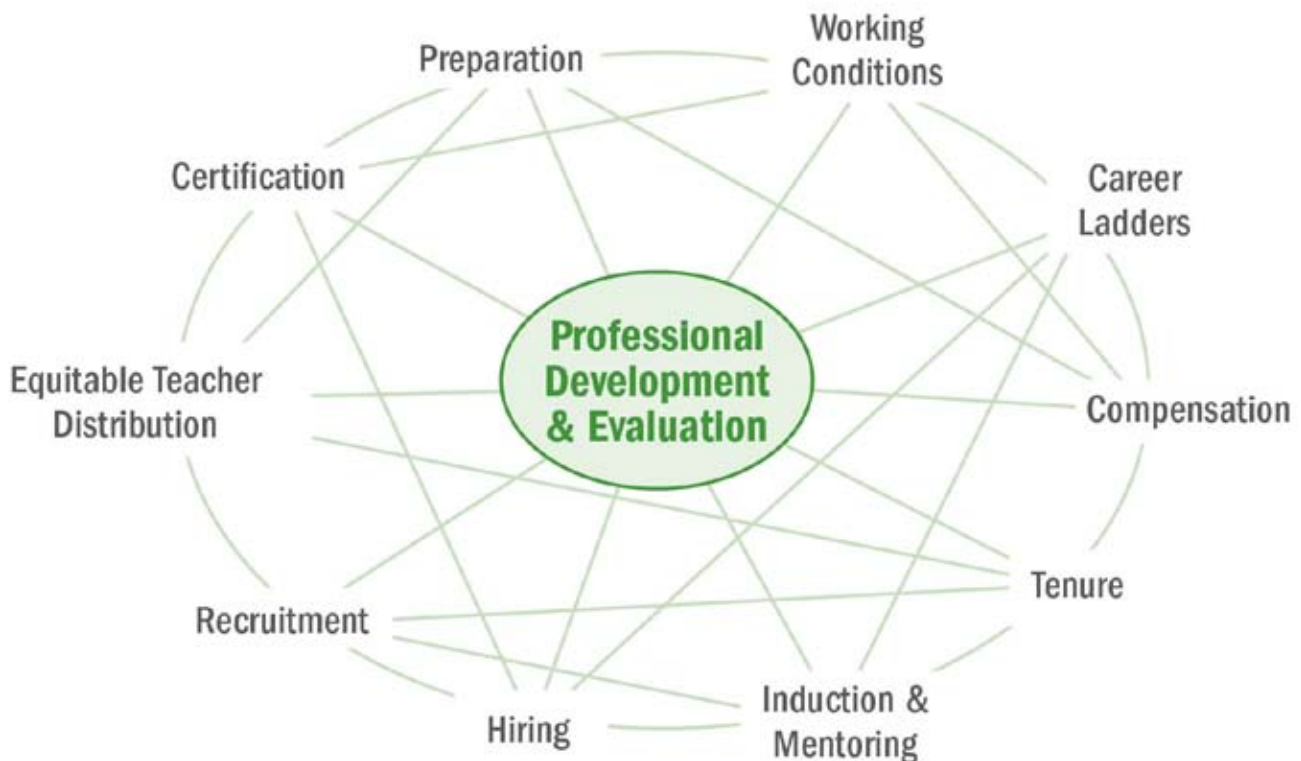 Preparation
Working
Conditions
Certification
Career
Ladders
Professional
Development
& Evaluation
Equitable Teacher
Distribution
Compensation
Recruitment
Tenure
Hiring
Induction &
Mentoring